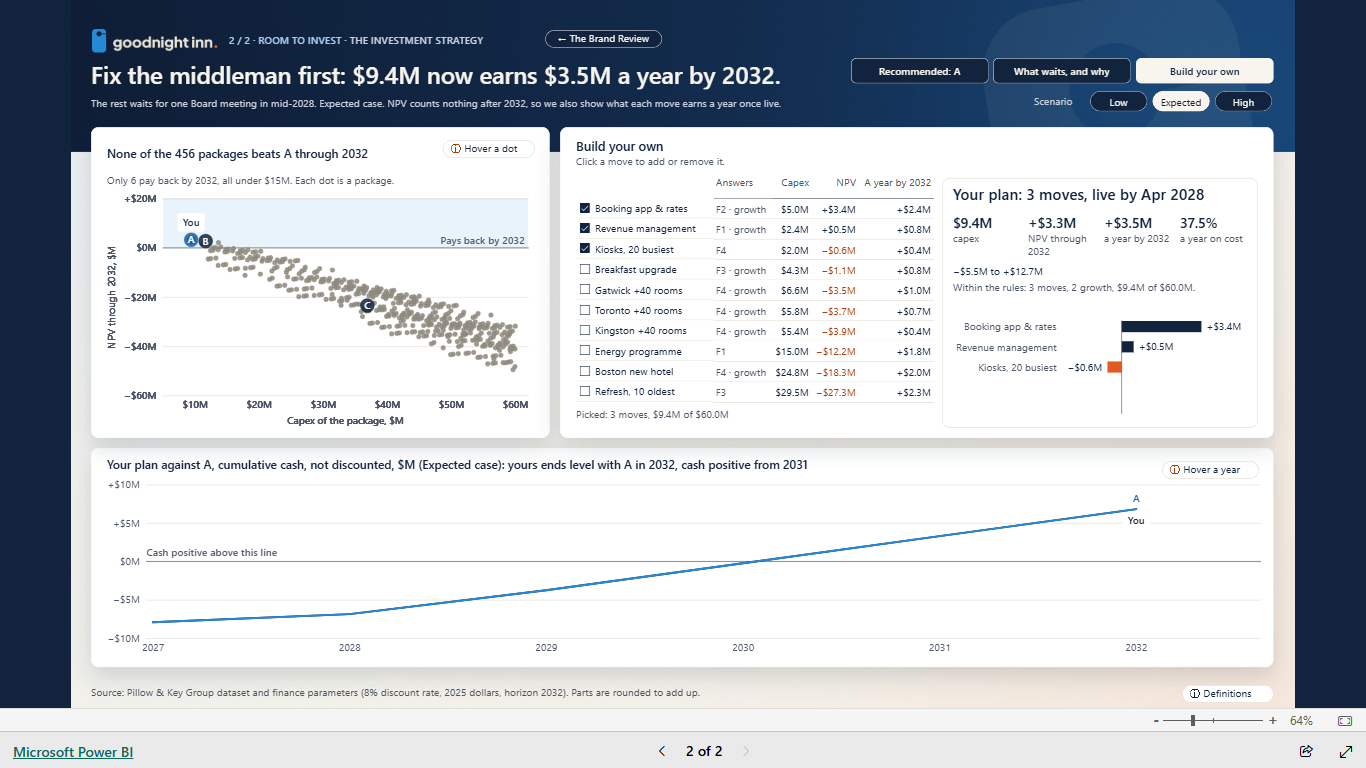 goodnight inn. 2 / 2 · ROOM TO INVEST · THE INVESTMENT STRATEGY
← The Brand Review
Fix the middleman first: $9.4M now earns $3.5M a year by 2032.
The rest waits for one Board meeting in mid-2028. Expected case. NPV counts nothing after 2032, so we also show what each move earns a year once live.
Recommended: A
What waits, and why
Build your own
Scenario
Low
Expected
High
None of the 456 packages beats A through 2032
Hover a dot
Only 6 pay back by 2032, all under $15M. Each dot is a package.
NPV through 2032, $M
+$20M
$0M
−$20M
−$40M
−$60M
You
A
B
C
Pays back by 2032
$10M $20M $30M $40M $50M $60M
Capex of the package, $M
Build your own
Click a move to add or remove it.
Answers Capex NPV A year by 2032
Booking app & rates F2 · growth $5.0M +$3.4M +$2.4M
Revenue management F1 · growth $2.4M +$0.5M +$0.8M
Kiosks, 20 busiest F4 $2.0M −$0.6M +$0.4M
Breakfast upgrade F3 · growth $4.3M −$1.1M +$0.8M
Gatwick +40 rooms F4 · growth $6.6M −$3.5M +$1.0M
Toronto +40 rooms F4 · growth $5.8M −$3.7M +$0.7M
Kingston +40 rooms F4 · growth $5.4M −$3.9M +$0.4M
Energy programme F1 $15.0M −$12.2M +$1.8M
Boston new hotel F4 · growth $24.8M −$18.3M +$2.0M
Refresh, 10 oldest F3 $29.5M −$27.3M +$2.3M
Picked: 3 moves, $9.4M of $60.0M
Your plan: 3 moves, live by Apr 2028
$9.4M +$3.3M +$3.5M 37.5%
capex NPV through 2032 a year by 2032 a year on cost
−$5.5M to +$12.7M
Within the rules: 3 moves, 2 growth, $9.4M of $60.0M.
Booking app & rates +$3.4M
Revenue management +$0.5M
Kiosks, 20 busiest −$0.6M
Your plan against A, cumulative cash, not discounted, $M (Expected case): yours ends level with A in 2032, cash positive from 2031
Hover a year
+$10M
+$5M
$0M
−$5M
−$10M
Cash positive above this line
A
You
2027 2028 2029 2030 2031 2032
Source: Pillow & Key Group dataset and finance parameters (8% discount rate, 2025 dollars, horizon 2032). Parts are rounded to add up.
Definitions
- + 64%
Microsoft Power BI
2 of 2